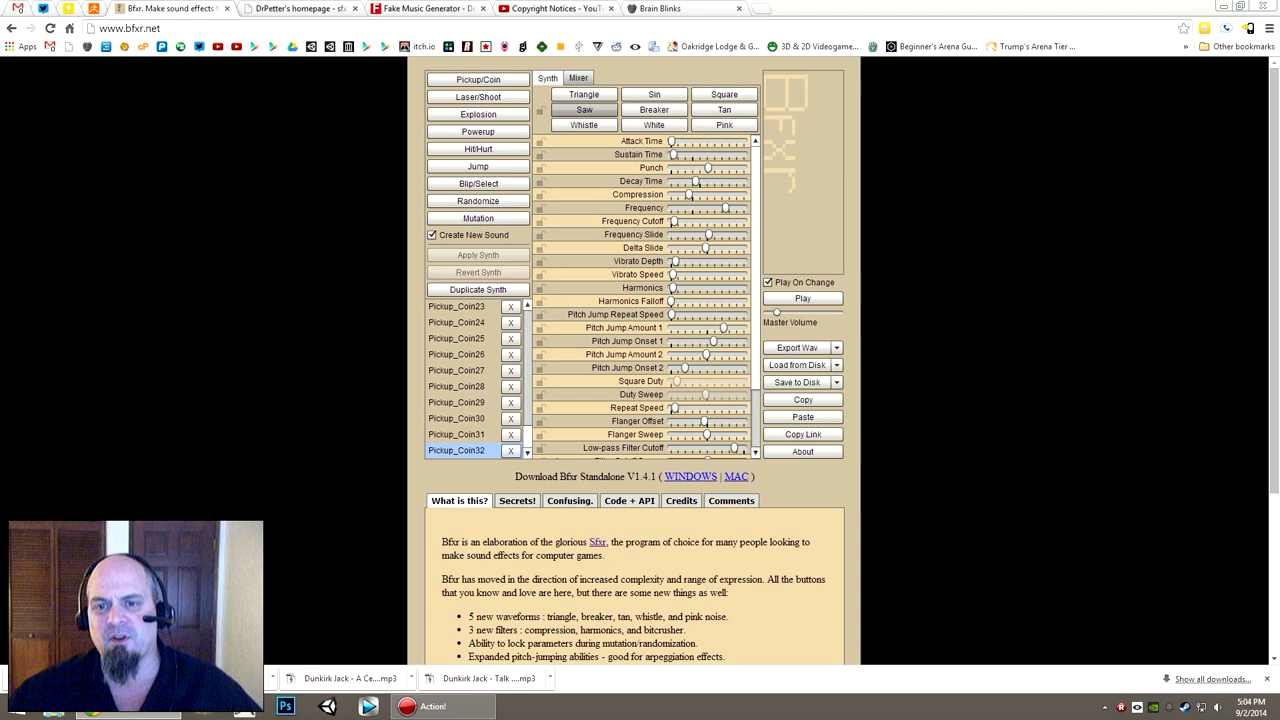 Bfxr. Make sound effects f
DrPetter's homepage - sfx
Fake Music Generator - Du
Copyright Notices - YouT
Brain Blinks
www.bfxr.net
Apps
itch.io
Oakridge Lodge & G...
3D & 2D Videogame...
Beginner's Arena Gu...
Trump's Arena Tier ...
»
Other bookmarks
Pickup/Coin
Laser/Shoot
Explosion
Powerup
Hit/Hurt
Jump
Blip/Select
Randomize
Mutation
Create New Sound
Apply Synth
Revert Synth
Duplicate Synth
Pickup_Coin23 X
Pickup_Coin24 X
Pickup_Coin25 X
Pickup_Coin26 X
Pickup_Coin27 X
Pickup_Coin28 X
Pickup_Coin29 X
Pickup_Coin30 X
Pickup_Coin31 X
Pickup_Coin32 X
Synth Mixer
Triangle Sin Square
Saw Breaker Tan
Whistle White Pink
Attack Time
Sustain Time
Punch
Decay Time
Compression
Frequency
Frequency Cutoff
Frequency Slide
Delta Slide
Vibrato Depth
Vibrato Speed
Harmonics
Harmonics Falloff
Pitch Jump Repeat Speed
Pitch Jump Amount 1
Pitch Jump Onset 1
Pitch Jump Amount 2
Pitch Jump Onset 2
Square Duty
Duty Sweep
Repeat Speed
Flanger Offset
Flanger Sweep
Low-pass Filter Cutoff
Bfxr
Play On Change
Play
Master Volume
Export Wav
Load from Disk
Save to Disk
Copy
Paste
Copy Link
About
Download Bfxr Standalone V1.4.1 ( WINDOWS | MAC )
What is this? Secrets! Confusing. Code + API Credits Comments
Bfxr is an elaboration of the glorious Sfxr, the program of choice for many people looking to
make sound effects for computer games.
Bfxr has moved in the direction of increased complexity and range of expression. All the buttons
that you know and love are here, but there are some new things as well:
• 5 new waveforms : triangle, breaker, tan, whistle, and pink noise.
• 3 new filters : compression, harmonics, and bitcrusher.
• Ability to lock parameters during mutation/randomization.
• Expanded pitch-jumping abilities - good for arpeggiation effects.
Dunkirk Jack - A Ce....mp3
Dunkirk Jack - Talk ....mp3
Show all downloads...
Ps
Action!
5:04 PM
9/2/2014